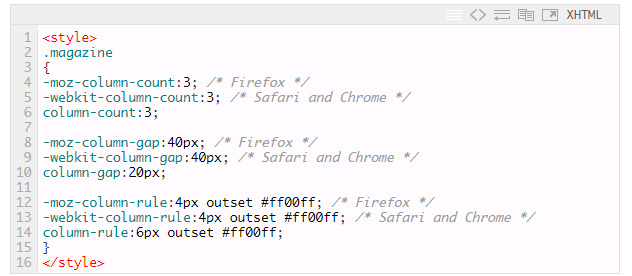 XHTML
1 <style>
2 .magazine
3 {
4 -moz-column-count:3; /* Firefox */
5 -webkit-column-count:3; /* Safari and Chrome */
6 column-count:3;
7
8 -moz-column-gap:40px; /* Firefox */
9 -webkit-column-gap:40px; /* Safari and Chrome */
10 column-gap:20px;
11
12 -moz-column-rule:4px outset #ff00ff; /* Firefox */
13 -webkit-column-rule:4px outset #ff00ff; /* Safari and Chrome */
14 column-rule:6px outset #ff00ff;
15 }
16 </style>